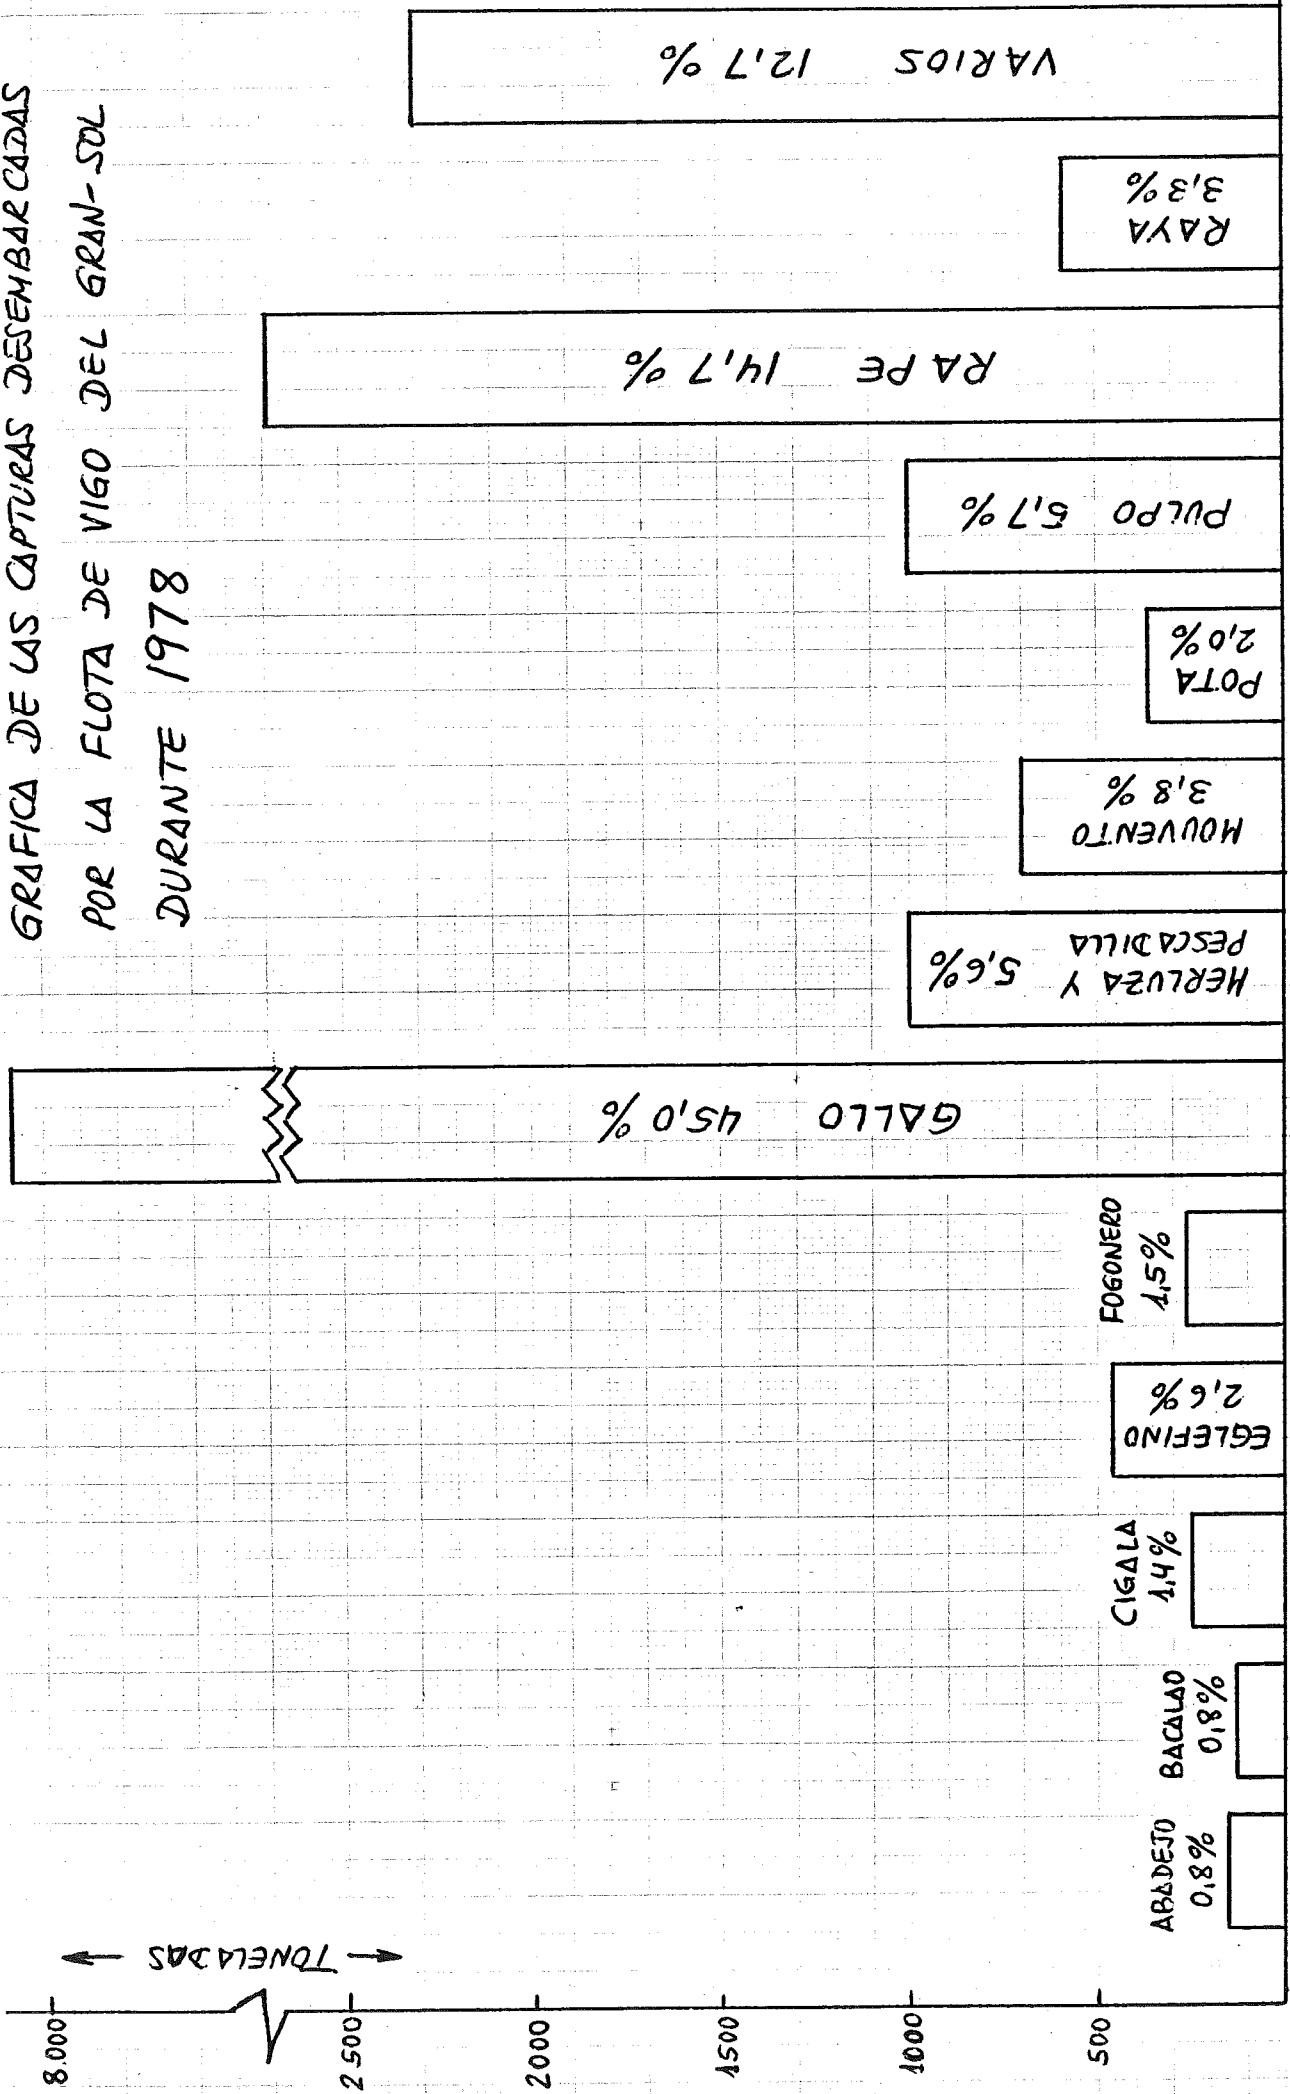 GRAFICA DE LAS CAPTURAS DESEMBARCADAS
POR LA FLOTA DE VIGO DEL GRAN-SOL
DURANTE 1978
8.000
2500
2000
1500
1000
500
← TONELADAS →
ABADEJO
0,8%
BACALAO
0,8%
CIGALA
1,4%
EGLEFINO
2,6%
FOGONERO
1,5%
GALLO 45,0 %
MERLUZA Y
PESCADILLA 5,6%
MOUVENTO
3,8 %
POTA
2,0%
PULPO 5,7 %
RAPE 14,7 %
RAYA
3,3%
VARIOS 12,7 %